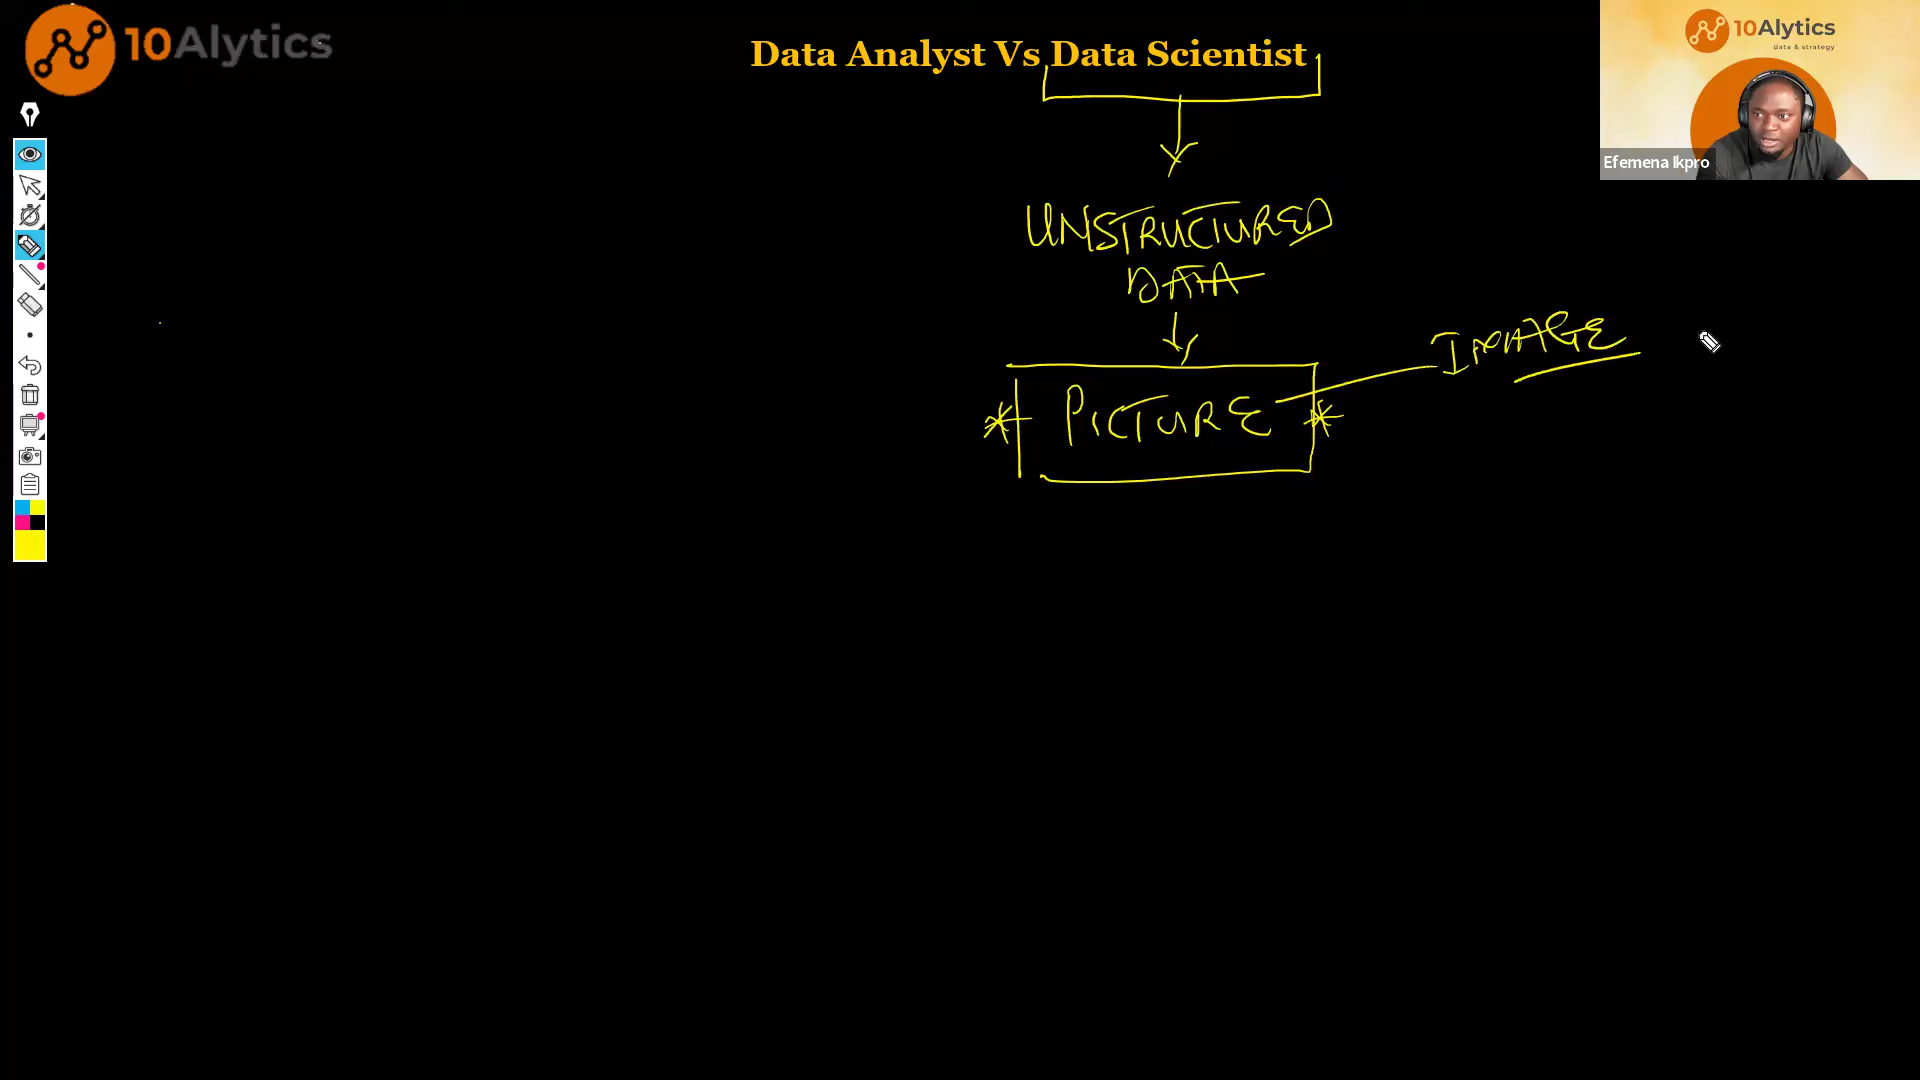 10Alytics
Data Analyst Vs Data Scientist
10Alytics
data & strategy
Efemena Ikpro
UNSTRUCTURED
DATA
IMAGE
* PICTURE *